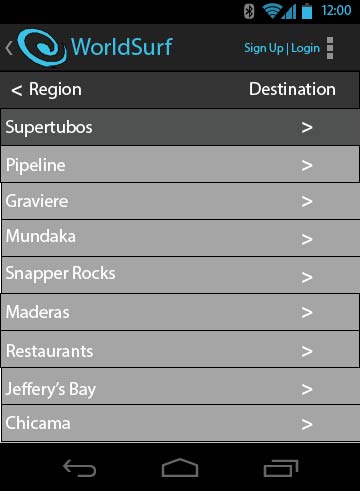 12:00
< WorldSurf Sign Up | Login
< Region Destination
Supertubos >
Pipeline >
Graviere >
Mundaka >
Snapper Rocks >
Maderas >
Restaurants >
Jeffery's Bay >
Chicama >